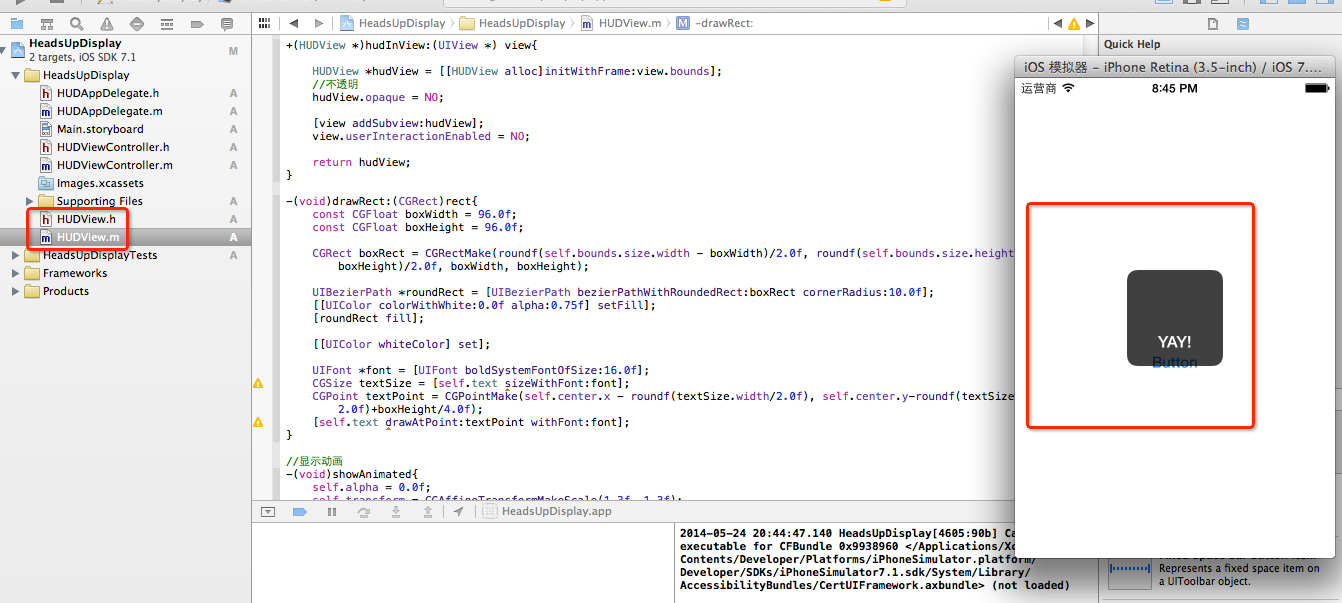 HeadsUpDisplay
HeadsUpDisplay
HUDView.m
M
-drawRect:
HeadsUpDisplay
2 targets, iOS SDK 7.1
M
HeadsUpDisplay
h HUDAppDelegate.h A
m HUDAppDelegate.m A
Main.storyboard A
h HUDViewController.h A
m HUDViewController.m A
Images.xcassets
Supporting Files A
h HUDView.h A
m HUDView.m A
HeadsUpDisplayTests A
Frameworks
Products
+(HUDView *)hudInView:(UIView *) view{
HUDView *hudView = [[HUDView alloc]initWithFrame:view.bounds];
//不透明
hudView.opaque = NO;
[view addSubview:hudView];
view.userInteractionEnabled = NO;
return hudView;
}
-(void)drawRect:(CGRect)rect{
const CGFloat boxWidth = 96.0f;
const CGFloat boxHeight = 96.0f;
CGRect boxRect = CGRectMake(roundf(self.bounds.size.width - boxWidth)/2.0f, roundf(self.bounds.size.height
boxHeight)/2.0f, boxWidth, boxHeight);
UIBezierPath *roundRect = [UIBezierPath bezierPathWithRoundedRect:boxRect cornerRadius:10.0f];
[[UIColor colorWithWhite:0.0f alpha:0.75f] setFill];
[roundRect fill];
[[UIColor whiteColor] set];
UIFont *font = [UIFont boldSystemFontOfSize:16.0f];
CGSize textSize = [self.text sizeWithFont:font];
CGPoint textPoint = CGPointMake(self.center.x - roundf(textSize.width/2.0f), self.center.y-roundf(textSize
2.0f)+boxHeight/4.0f);
[self.text drawAtPoint:textPoint withFont:font];
}
//显示动画
-(void)showAnimated{
self.alpha = 0.0f;
self.transform = CGAffineTransformMakeScale(1.3f, 1.3f);
HeadsUpDisplay.app
2014-05-24 20:44:47.140 HeadsUpDisplay[4605:90b]
executable for CFBundle 0x9938960 </Applications/
Contents/Developer/Platforms/iPhoneSimulator.platform/
Developer/SDKs/iPhoneSimulator7.1.sdk/System/Library/
AccessibilityBundles/CertUIFramework.axbundle> (not loaded)
Quick Help
iOS 模拟器 – iPhone Retina (3.5-inch) / iOS 7....
运营商 8:45 PM
YAY!
Button
Represents a fixed space item on
a UIToolbar object.